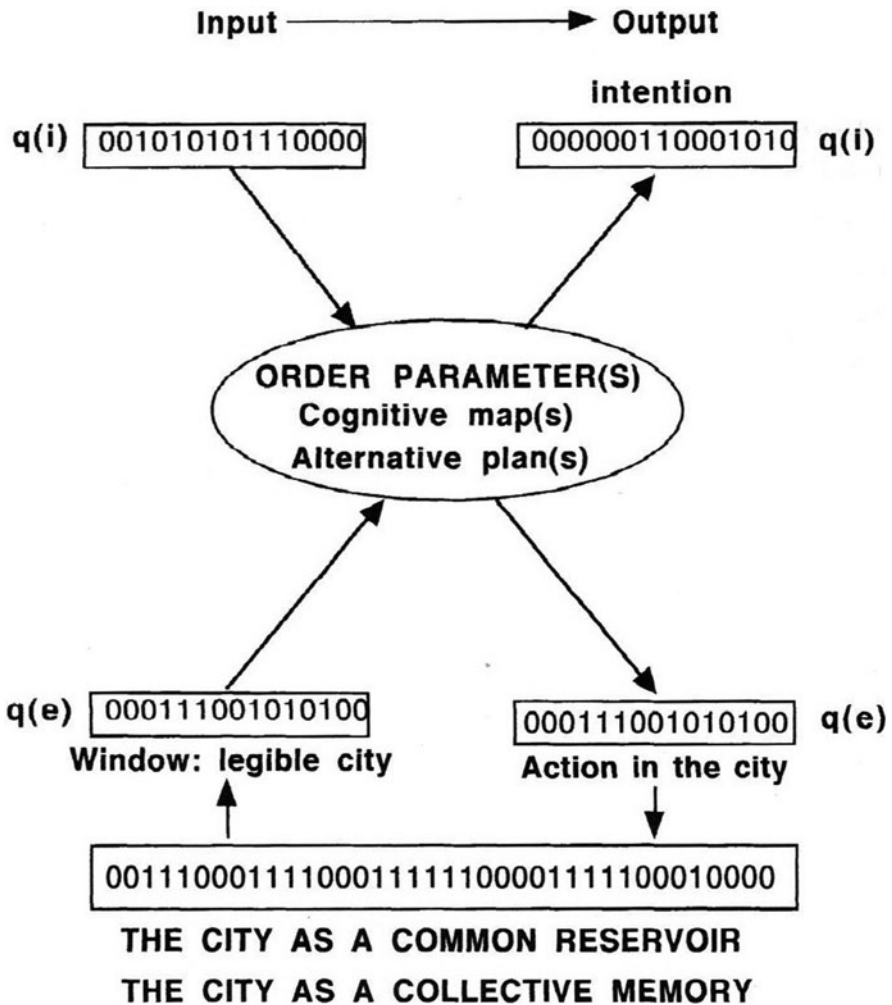 Input Output
intention
q(i) 001010101110000 000000110001010 q(i)
ORDER PARAMETER(S)
Cognitive map(s)
Alternative plan(s)
q(e) 000111001010100 000111001010100 q(e)
Window: legible city Action in the city
00111000111100011111100001111100010000
THE CITY AS A COMMON RESERVOIR
THE CITY AS A COLLECTIVE MEMORY